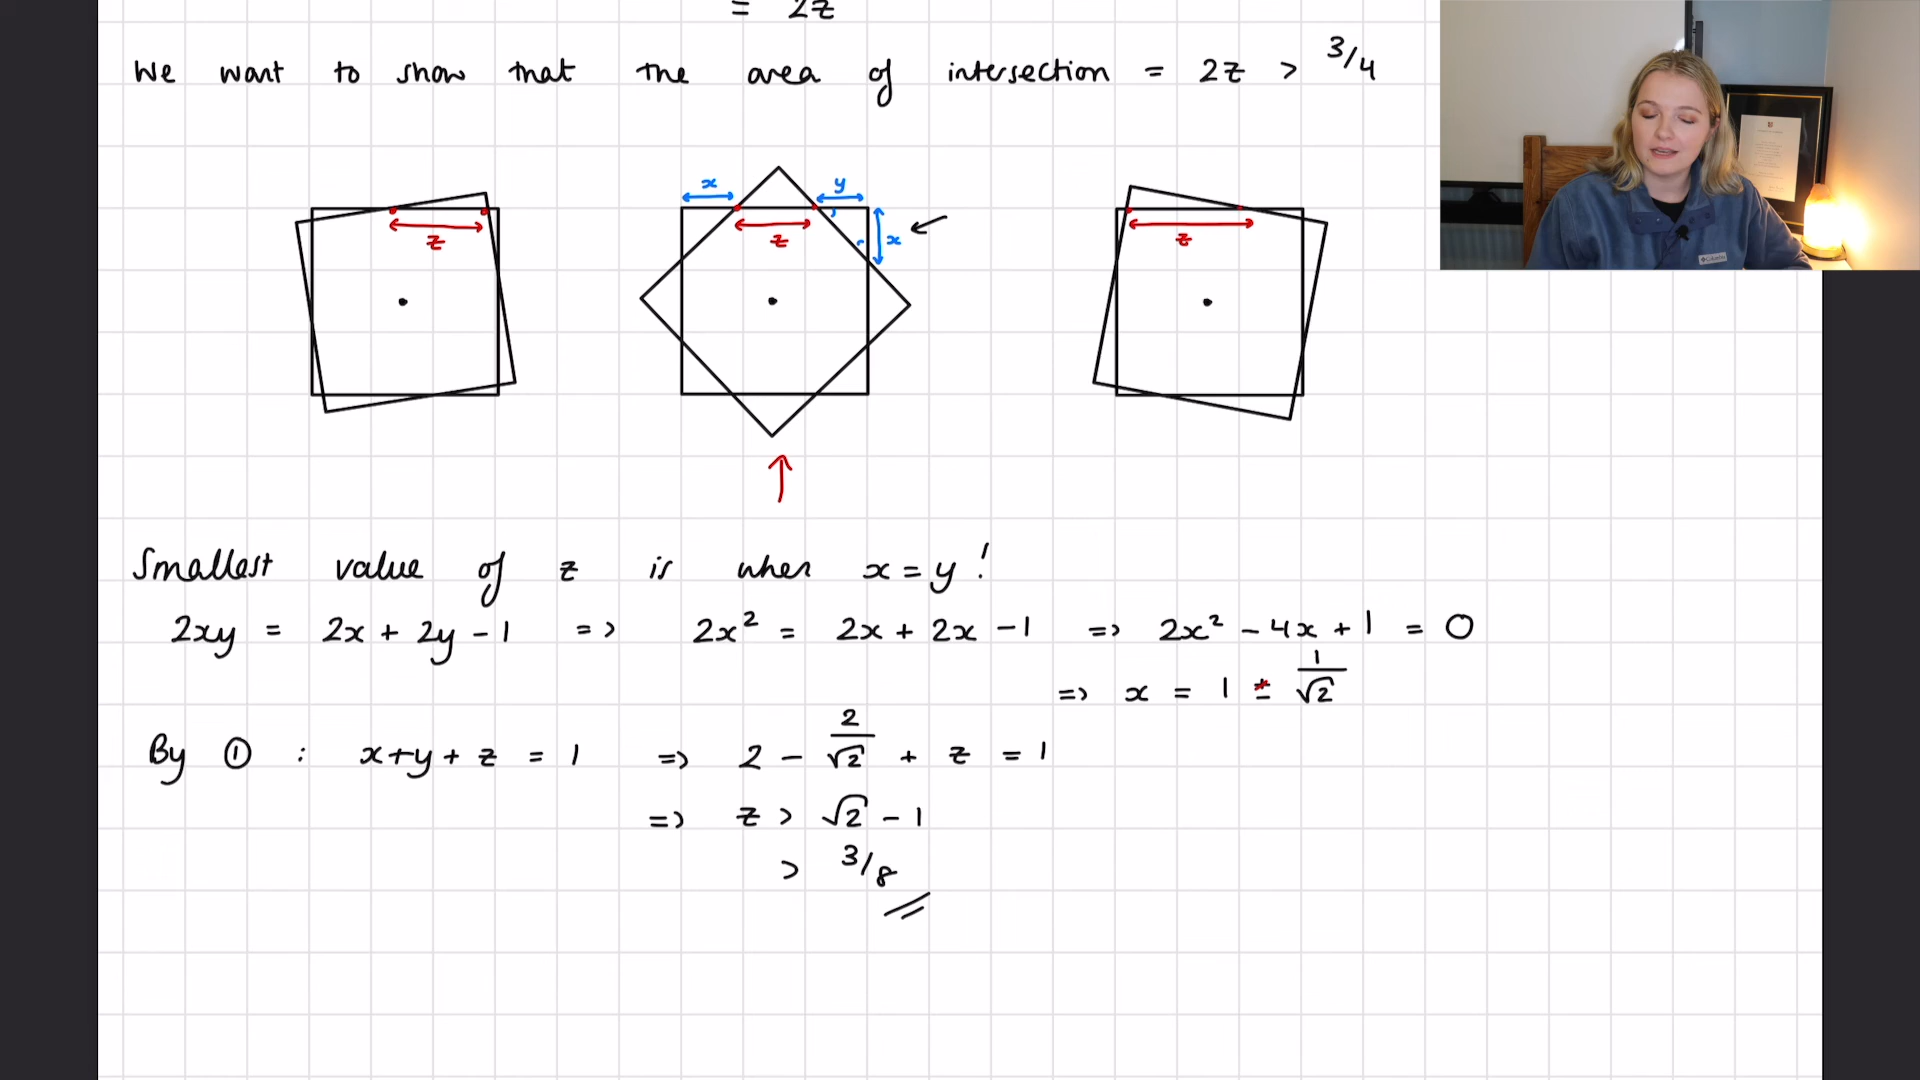 = 2z
We want to show that the area of intersection = 2z > 3/4
x
y
z
x
z
z
Smallest value of z is when x = y!
2xy = 2x + 2y - 1 => 2x² = 2x + 2x - 1 => 2x² - 4x + 1 = 0
=> x = 1 ± 1/√2
By ① : x + y + z = 1 => 2 - 2/√2 + z = 1
=> z > √2 - 1
> 3/8
Columbia